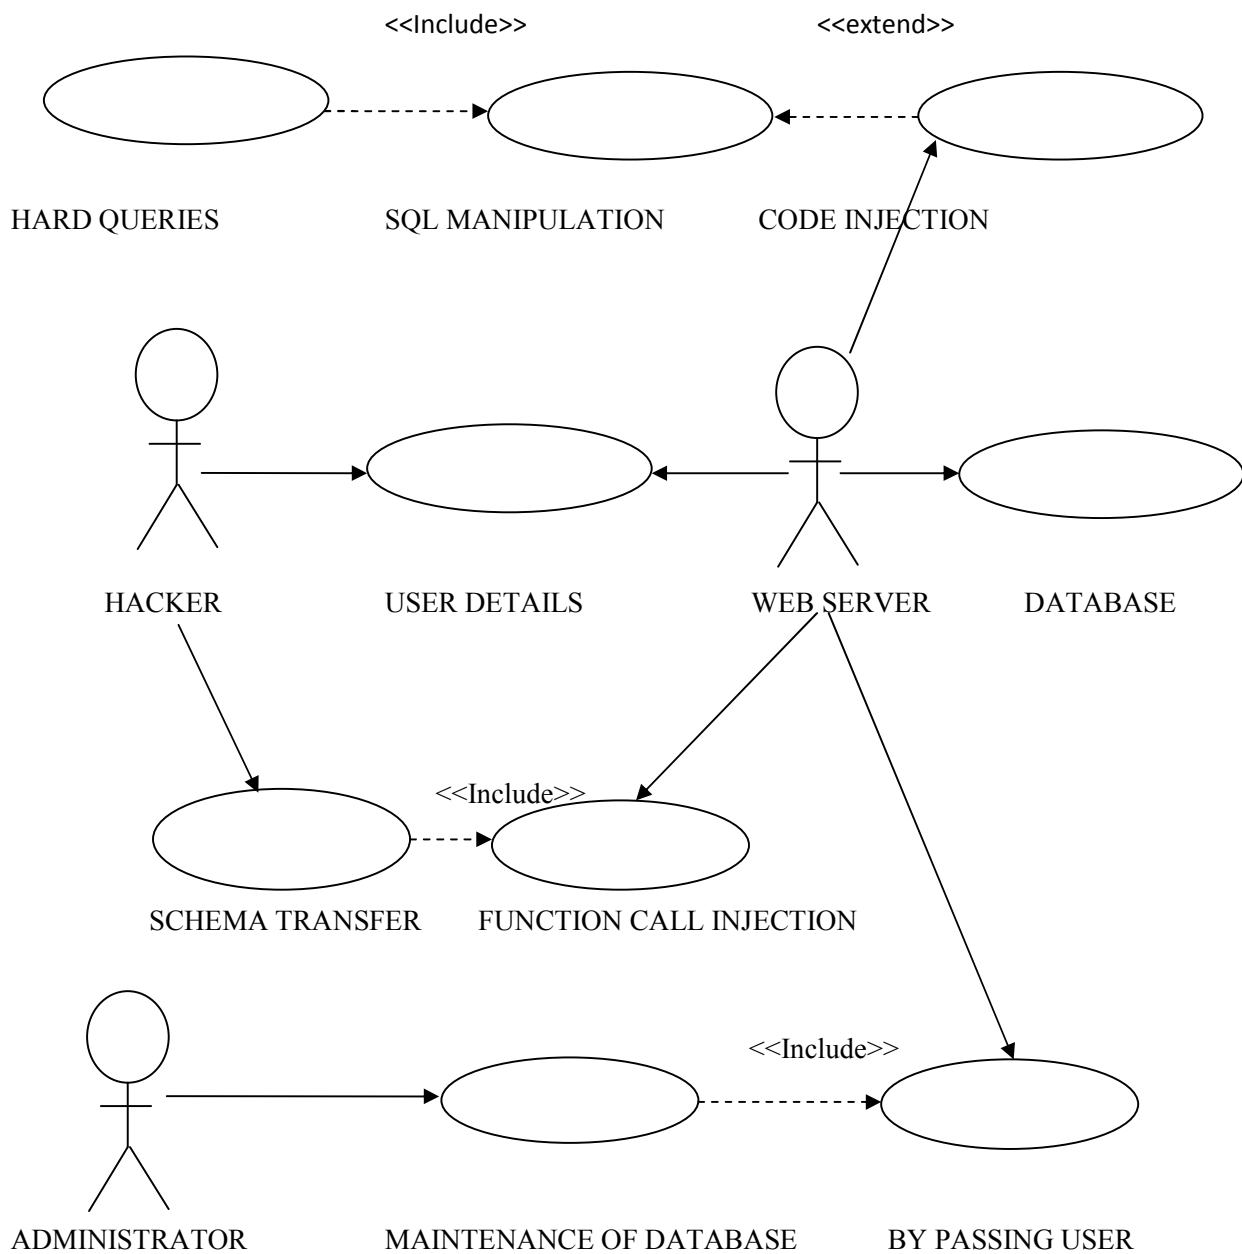 <<Include>> <<extend>>
HARD QUERIES SQL MANIPULATION CODE INJECTION
HACKER USER DETAILS WEB SERVER DATABASE
<<Include>>
SCHEMA TRANSFER FUNCTION CALL INJECTION
<<Include>>
ADMINISTRATOR MAINTENANCE OF DATABASE BY PASSING USER